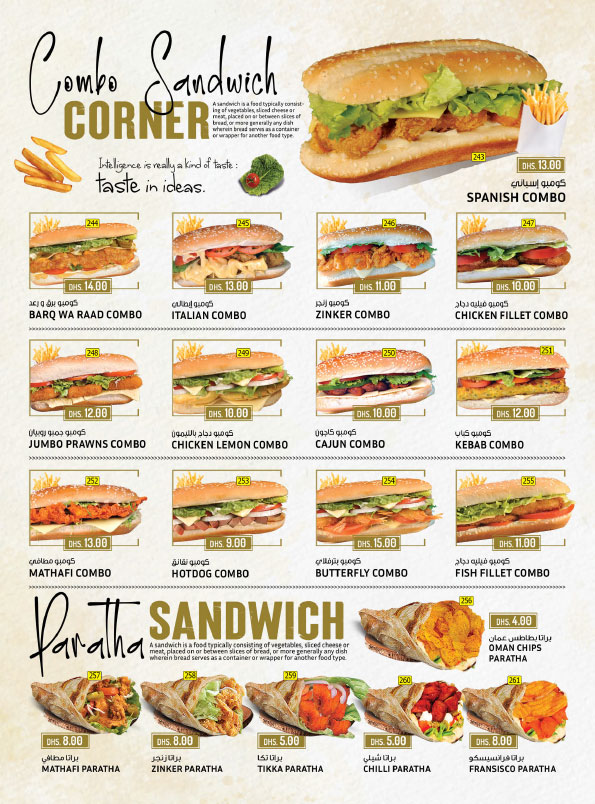 Combo Sandwich
CORNER
A sandwich is a food typically consist-
ing of vegetables, sliced cheese or
meat, placed on or between slices of
bread, or more generally any dish
wherein bread serves as a container
or wrapper for another food type.
Intelligence is really a kind of taste :
taste in ideas.
243
DHS. 13.00
كومبو إسباني
SPANISH COMBO
244
DHS. 14.00
كومبو برق و رعد
BARQ WA RAAD COMBO
245
DHS. 13.00
كومبو إيطالي
ITALIAN COMBO
246
DHS. 11.00
كومبو زنجر
ZINKER COMBO
247
DHS. 10.00
كومبو فيليه دجاج
CHICKEN FILLET COMBO
248
DHS. 12.00
كومبو جمبو روبيان
JUMBO PRAWNS COMBO
249
DHS. 10.00
كومبو دجاج بالليمون
CHICKEN LEMON COMBO
250
DHS. 10.00
كومبو كاجون
CAJUN COMBO
251
DHS. 12.00
كومبو كباب
KEBAB COMBO
252
DHS. 13.00
كومبو مطافي
MATHAFI COMBO
253
DHS. 9.00
كومبو نقانق
HOTDOG COMBO
254
DHS. 15.00
كومبو بترفلاي
BUTTERFLY COMBO
255
DHS. 11.00
كومبو فيليه دجاج
FISH FILLET COMBO
Paratha SANDWICH
A sandwich is a food typically consisting of vegetables, sliced cheese or
meat, placed on or between slices of bread, or more generally any dish
wherein bread serves as a container or wrapper for another food type.
256
DHS. 4.00
براتا بطاطس عمان
OMAN CHIPS
PARATHA
257
DHS. 8.00
براتا مطافي
MATHAFI PARATHA
258
DHS. 8.00
براتا زنجر
ZINKER PARATHA
259
DHS. 5.00
براتا تكا
TIKKA PARATHA
260
DHS. 5.00
براتا شيلي
CHILLI PARATHA
261
DHS. 8.00
براتا فرانسيسكو
FRANSISCO PARATHA